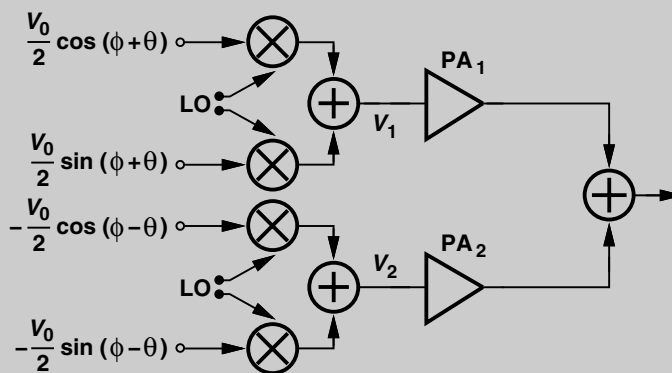 V₀/2 cos (ϕ+θ)
PA₁
LO
V₁
V₀/2 sin (ϕ+θ)
-V₀/2 cos (ϕ-θ)
V₂
PA₂
LO
-V₀/2 sin (ϕ-θ)